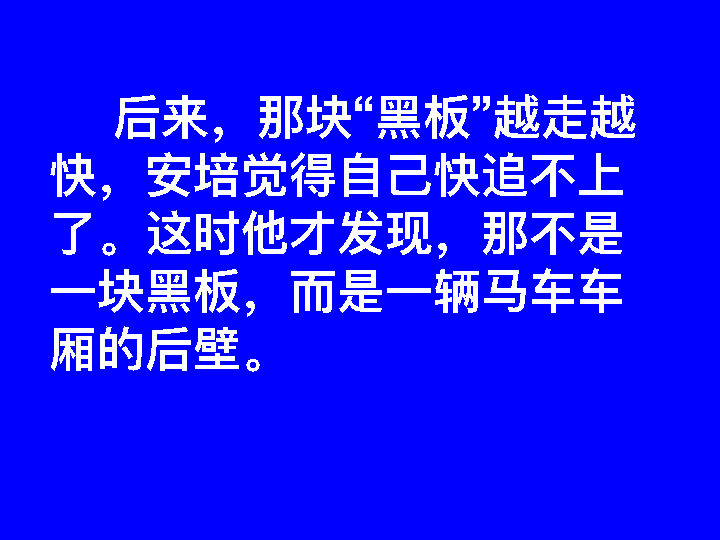 后来，那块“黑板”越走越
快，安培觉得自己快追不上
了。这时他才发现，那不是
一块黑板，而是一辆马车车
厢的后壁。